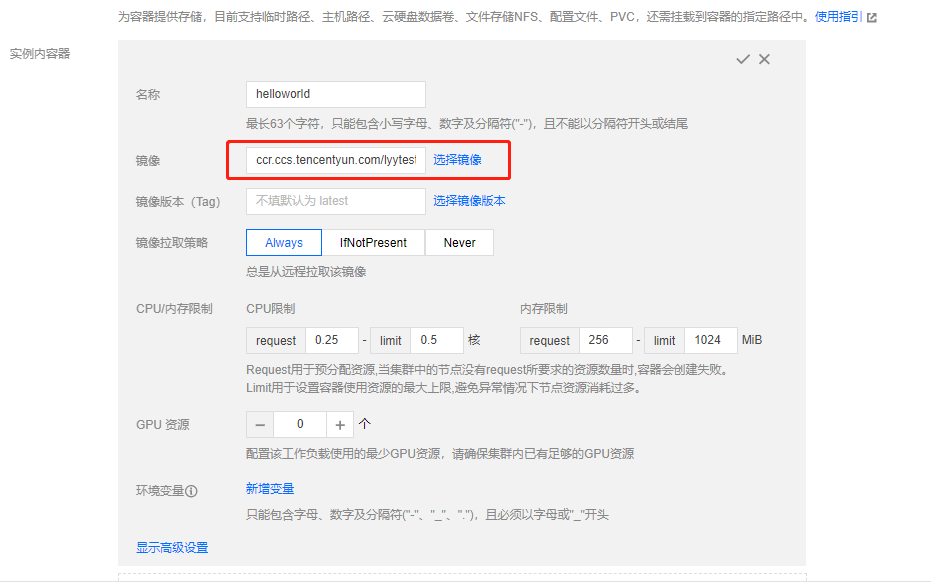 为容器提供存储，目前支持临时路径、主机路径、云硬盘数据卷、文件存储NFS、配置文件、PVC，还需挂载到容器的指定路径中。使用指引
实例内容器
名称 helloworld
最长63个字符，只能包含小写字母、数字及分隔符("-")，且不能以分隔符开头或结尾
镜像 ccr.ccs.tencentyun.com/lyytest 选择镜像
镜像版本（Tag） 不填默认为 latest 选择镜像版本
镜像拉取策略 Always IfNotPresent Never
总是从远程拉取该镜像
CPU/内存限制 CPU限制 内存限制
request 0.25 - limit 0.5 核 request 256 - limit 1024 MiB
Request用于预分配资源,当集群中的节点没有request所要求的资源数量时,容器会创建失败。
Limit用于设置容器使用资源的最大上限,避免异常情况下节点资源消耗过多。
GPU 资源 － 0 + 个
配置该工作负载使用的最少GPU资源，请确保集群内已有足够的GPU资源
环境变量 新增变量
只能包含字母、数字及分隔符("-"、"_"、".")，且必须以字母或"_"开头
显示高级设置